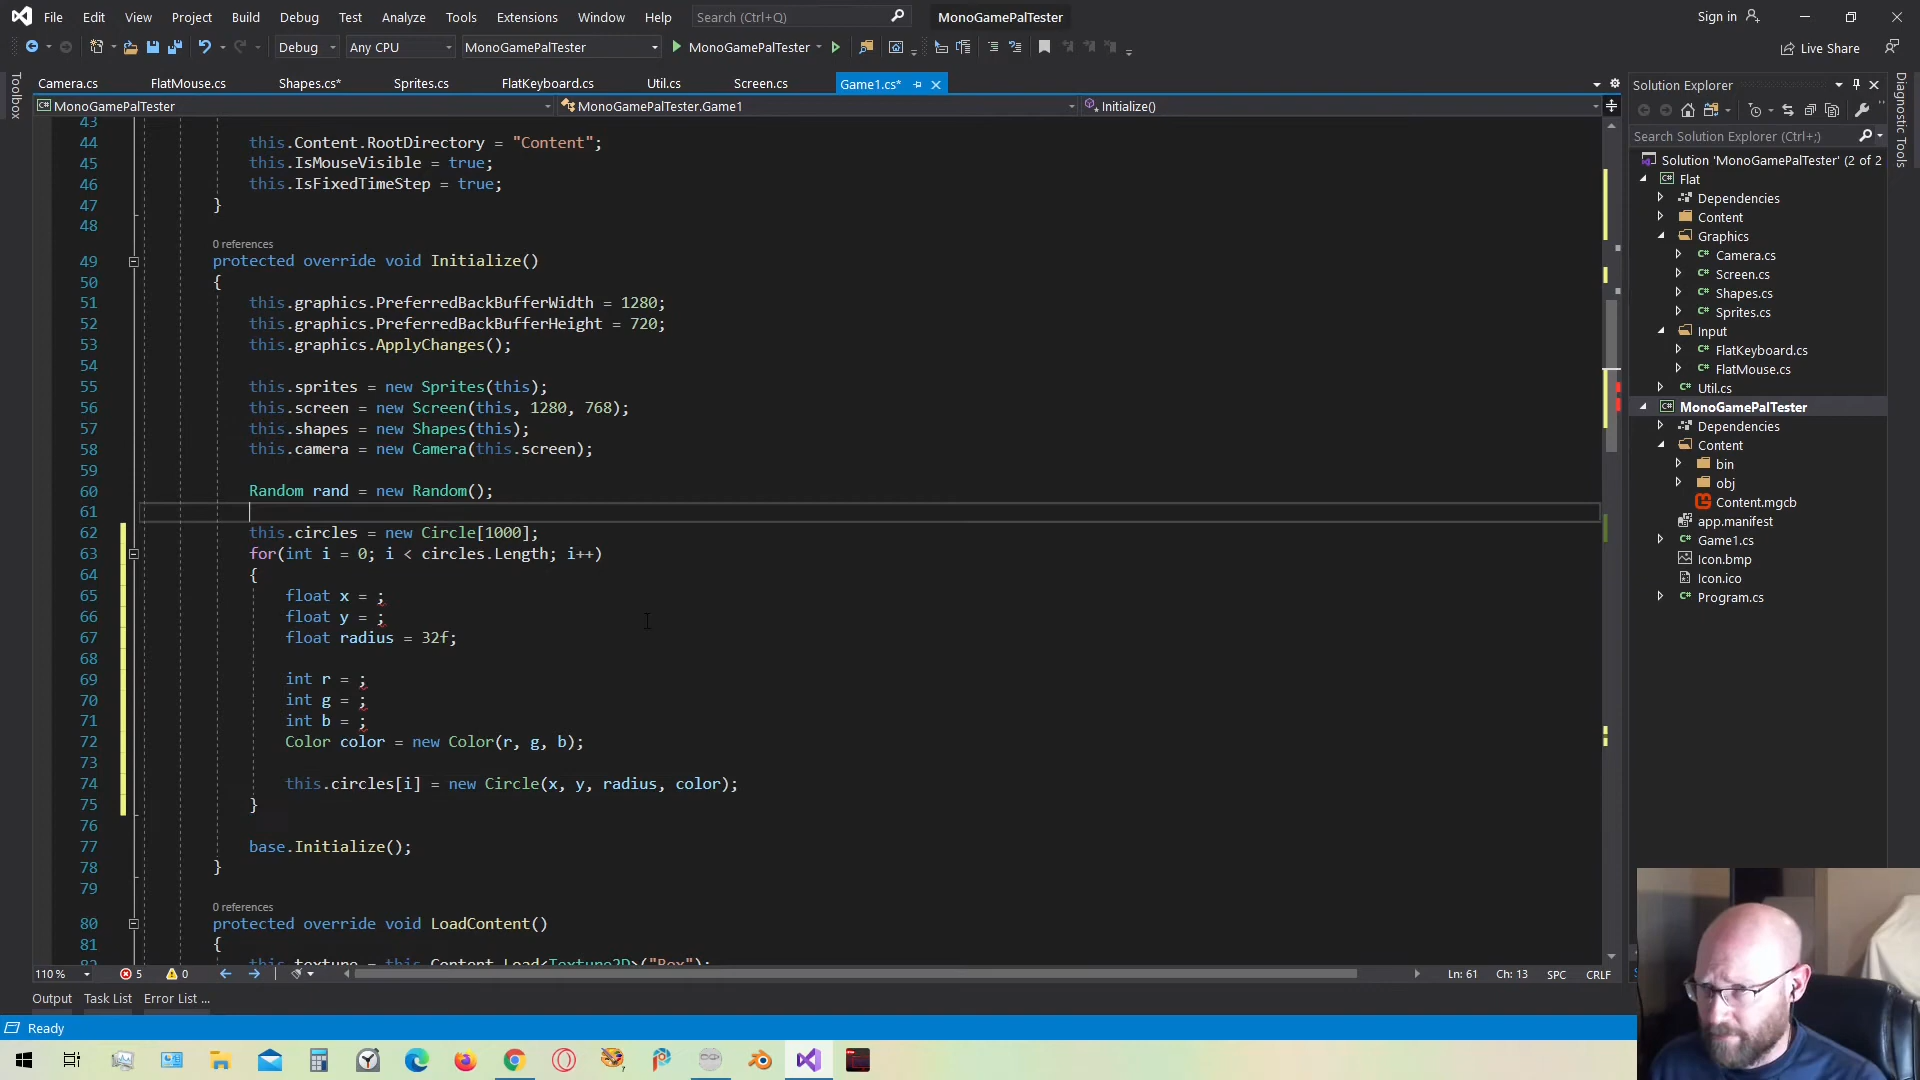 File Edit View Project Build Debug Test Analyze Tools Extensions Window Help Search (Ctrl+Q) MonoGamePalTester Sign in
Debug Any CPU MonoGamePalTester MonoGamePalTester Live Share
Toolbox
Camera.cs FlatMouse.cs Shapes.cs* Sprites.cs FlatKeyboard.cs Util.cs Screen.cs Game1.cs*
MonoGamePalTester MonoGamePalTester.Game1 Initialize()
43
44 this.Content.RootDirectory = "Content";
45 this.IsMouseVisible = true;
46 this.IsFixedTimeStep = true;
47 }
48
0 references
49 protected override void Initialize()
50 {
51 this.graphics.PreferredBackBufferWidth = 1280;
52 this.graphics.PreferredBackBufferHeight = 720;
53 this.graphics.ApplyChanges();
54
55 this.sprites = new Sprites(this);
56 this.screen = new Screen(this, 1280, 768);
57 this.shapes = new Shapes(this);
58 this.camera = new Camera(this.screen);
59
60 Random rand = new Random();
61
62 this.circles = new Circle[1000];
63 for(int i = 0; i < circles.Length; i++)
64 {
65 float x = ;
66 float y = ;
67 float radius = 32f;
68
69 int r = ;
70 int g = ;
71 int b = ;
72 Color color = new Color(r, g, b);
73
74 this.circles[i] = new Circle(x, y, radius, color);
75 }
76
77 base.Initialize();
78 }
79
0 references
80 protected override void LoadContent()
81 {
82 this.texture = this.Content.Load<Texture2D>("Box");
110 % 5 0 Ln: 61 Ch: 13 SPC CRLF
Output Task List Error List ...
Ready
Solution Explorer
Search Solution Explorer (Ctrl+;)
Solution 'MonoGamePalTester' (2 of 2
Flat
Dependencies
Content
Graphics
Camera.cs
Screen.cs
Shapes.cs
Sprites.cs
Input
FlatKeyboard.cs
FlatMouse.cs
Util.cs
MonoGamePalTester
Dependencies
Content
bin
obj
Content.mgcb
app.manifest
Game1.cs
Icon.bmp
Icon.ico
Program.cs
Diagnostic Tools